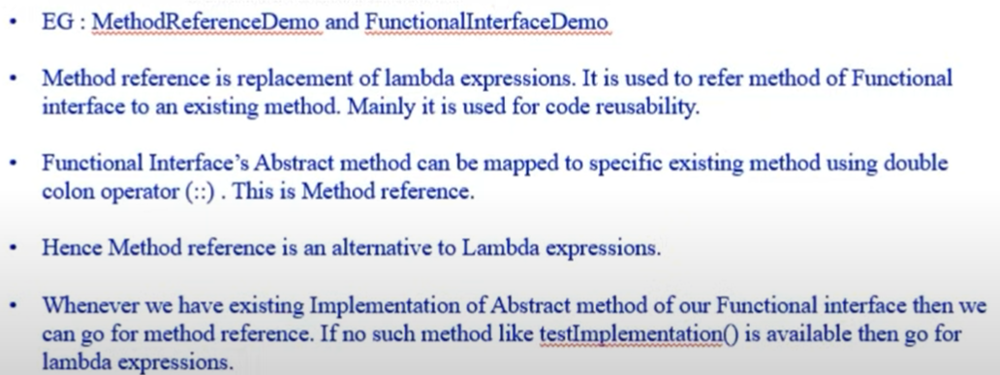 • EG : MethodReferenceDemo and FunctionalInterfaceDemo
• Method reference is replacement of lambda expressions. It is used to refer method of Functional
interface to an existing method. Mainly it is used for code reusability.
• Functional Interface’s Abstract method can be mapped to specific existing method using double
colon operator (::) . This is Method reference.
• Hence Method reference is an alternative to Lambda expressions.
• Whenever we have existing Implementation of Abstract method of our Functional interface then we
can go for method reference. If no such method like testImplementation() is available then go for
lambda expressions.